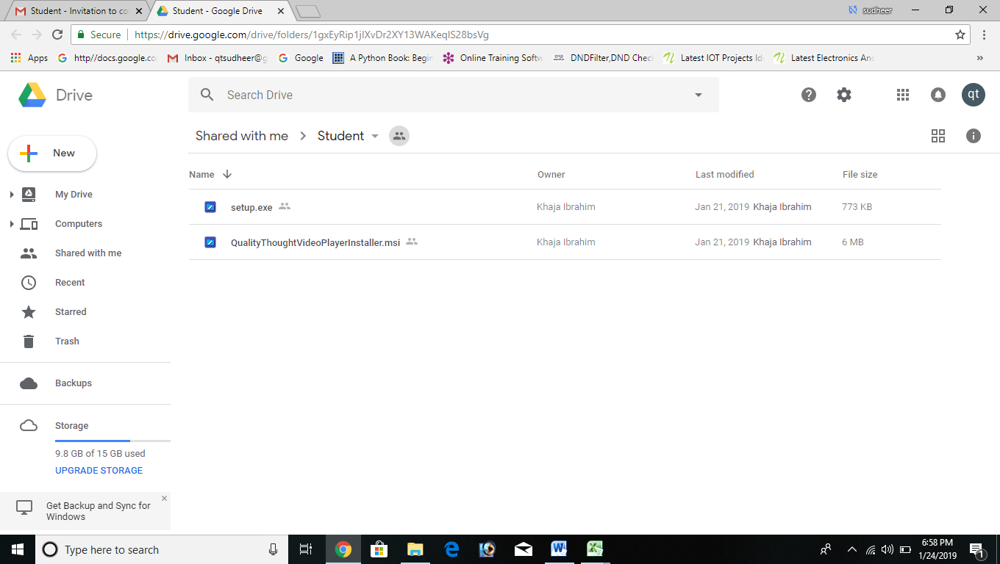 Student - Invitation to co
Student - Google Drive
sudheer
Secure
https://drive.google.com/drive/folders/1gxEyRip1jlXvDr2XY13WAKeqlS28bsVg
Apps
http//docs.google.co
Inbox - qtsudheer@g
Google
A Python Book: Begin
Online Training Softw
DNDFilter,DND Check
Latest IOT Projects Id
Latest Electronics And
»
Drive
Search Drive
qt
Shared with me
Student
New
Name
Owner
Last modified
File size
My Drive
setup.exe
Khaja Ibrahim
Jan 21, 2019 Khaja Ibrahim
773 KB
Computers
QualityThoughtVideoPlayerInstaller.msi
Khaja Ibrahim
Jan 21, 2019 Khaja Ibrahim
6 MB
Shared with me
Recent
Starred
Trash
Backups
Storage
9.8 GB of 15 GB used
UPGRADE STORAGE
Get Backup and Sync for
Windows
Type here to search
6:58 PM
1/24/2019
1